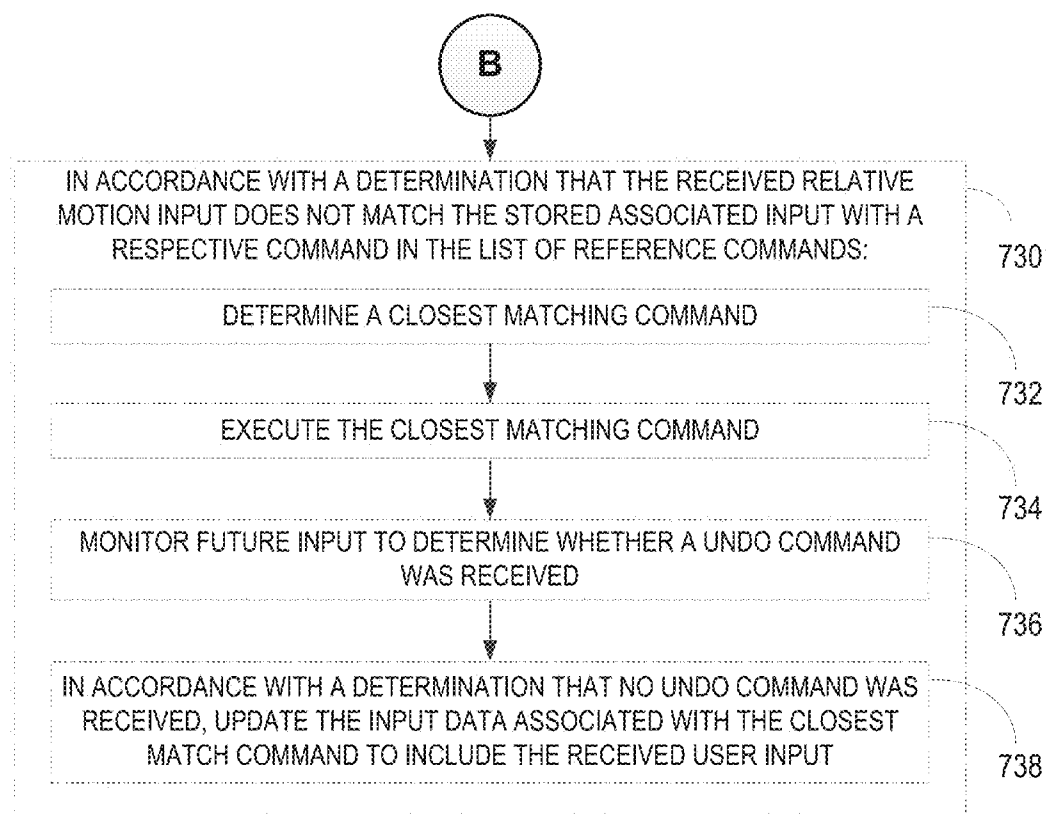 B
IN ACCORDANCE WITH A DETERMINATION THAT THE RECEIVED RELATIVE
MOTION INPUT DOES NOT MATCH THE STORED ASSOCIATED INPUT WITH A
RESPECTIVE COMMAND IN THE LIST OF REFERENCE COMMANDS:
730
DETERMINE A CLOSEST MATCHING COMMAND
732
EXECUTE THE CLOSEST MATCHING COMMAND
734
MONITOR FUTURE INPUT TO DETERMINE WHETHER A UNDO COMMAND
WAS RECEIVED
736
IN ACCORDANCE WITH A DETERMINATION THAT NO UNDO COMMAND WAS
RECEIVED, UPDATE THE INPUT DATA ASSOCIATED WITH THE CLOSEST
MATCH COMMAND TO INCLUDE THE RECEIVED USER INPUT
738